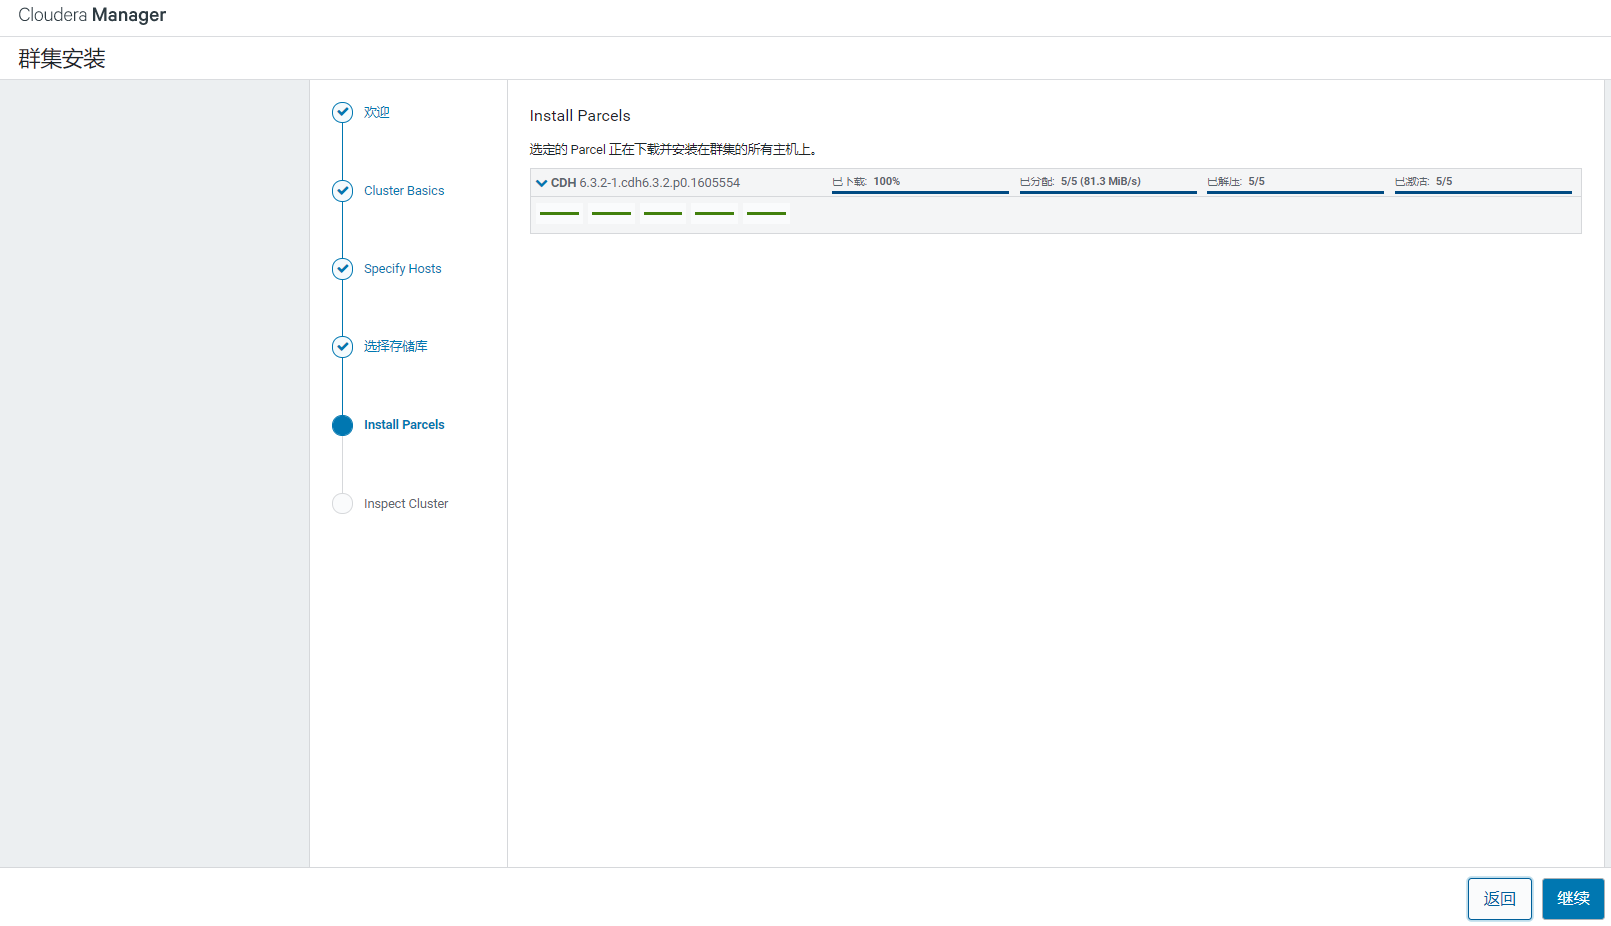 Cloudera Manager
群集安装
欢迎
Cluster Basics
Specify Hosts
选择存储库
Install Parcels
Inspect Cluster
Install Parcels
选定的 Parcel 正在下载并安装在群集的所有主机上。
CDH 6.3.2-1.cdh6.3.2.p0.1605554 已下载: 100% 已分配: 5/5 (81.3 MiB/s) 已解压: 5/5 已激活: 5/5
返回 继续